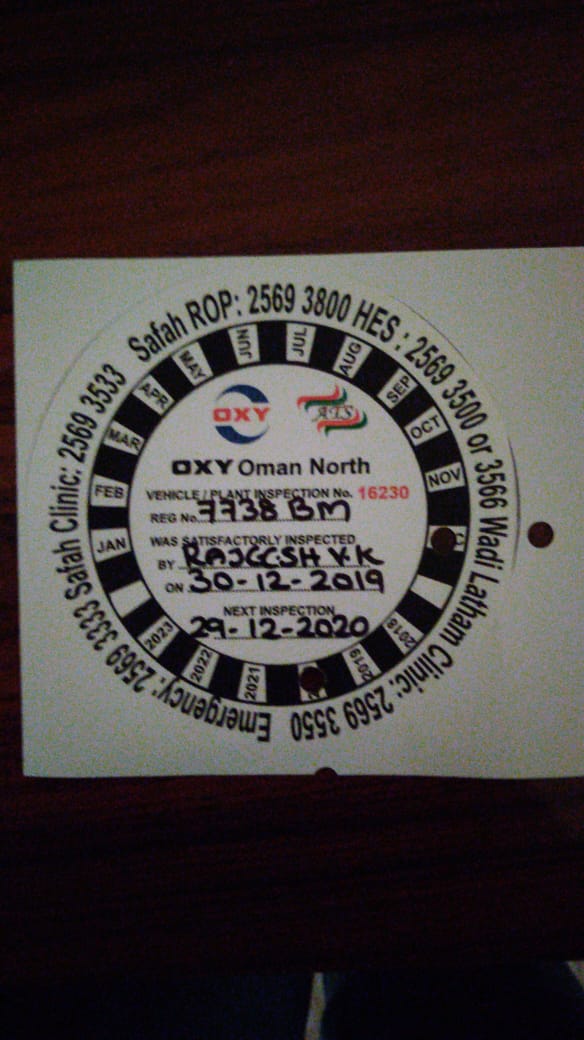 Safah ROP: 2569 3800 HES : 2569 3500 or 3566 Wadi Latham Clinic: 2569 3550 Emergency: 2569 3333 Safah Clinic: 2569 3533
JAN
FEB
MAR
APR
MAY
JUN
JUL
AUG
SEP
OCT
NOV
2018
2019
2021
2022
2023
OXY
ATS
OXY Oman North
VEHICLE / PLANT INSPECTION No. 16230
REG No. 7738 BM
WAS SATISFACTORILY INSPECTED
BY RAJEESH V.K
ON 30-12-2019
NEXT INSPECTION
29-12-2020